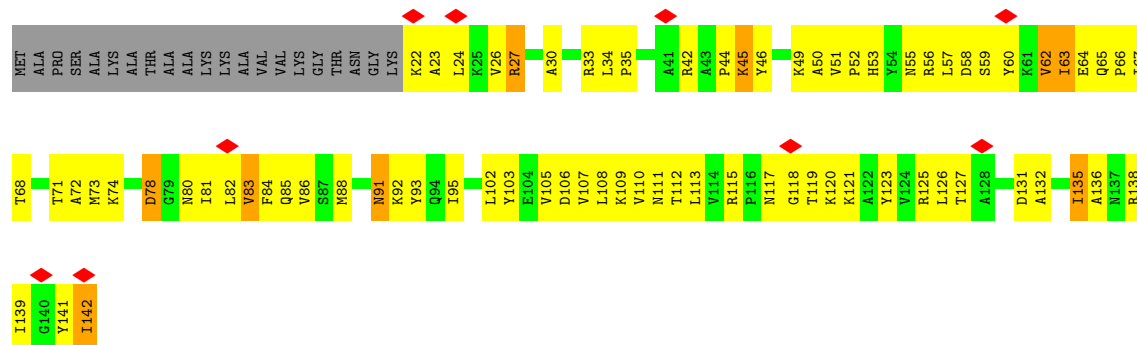 MET ALA PRO SER ALA LYS ALA THR ALA ALA LYS LYS ALA VAL VAL LYS GLY THR ASN GLY LYS K22 A23 L24 K25 V26 R27 A30 R33 L34 P35 A41 R42 A43 P44 K45 Y46 K49 A50 V51 P52 H53 Y54 N55 R56 L57 D58 S59 Y60 K61 V62 I63 E64 Q65 P66 I67
T68 T71 A72 M73 K74 D78 G79 N80 I81 L82 V83 F84 Q85 V86 S87 M88 N91 K92 Y93 Q94 I95 L102 Y103 E104 V105 D106 V107 L108 K109 V110 N111 T112 L113 V114 R115 P116 N117 G118 T119 K120 K121 A122 Y123 V124 R125 L126 T127 A128 D131 A132 I135 A136 N137 R138
I139 G140 Y141 I142